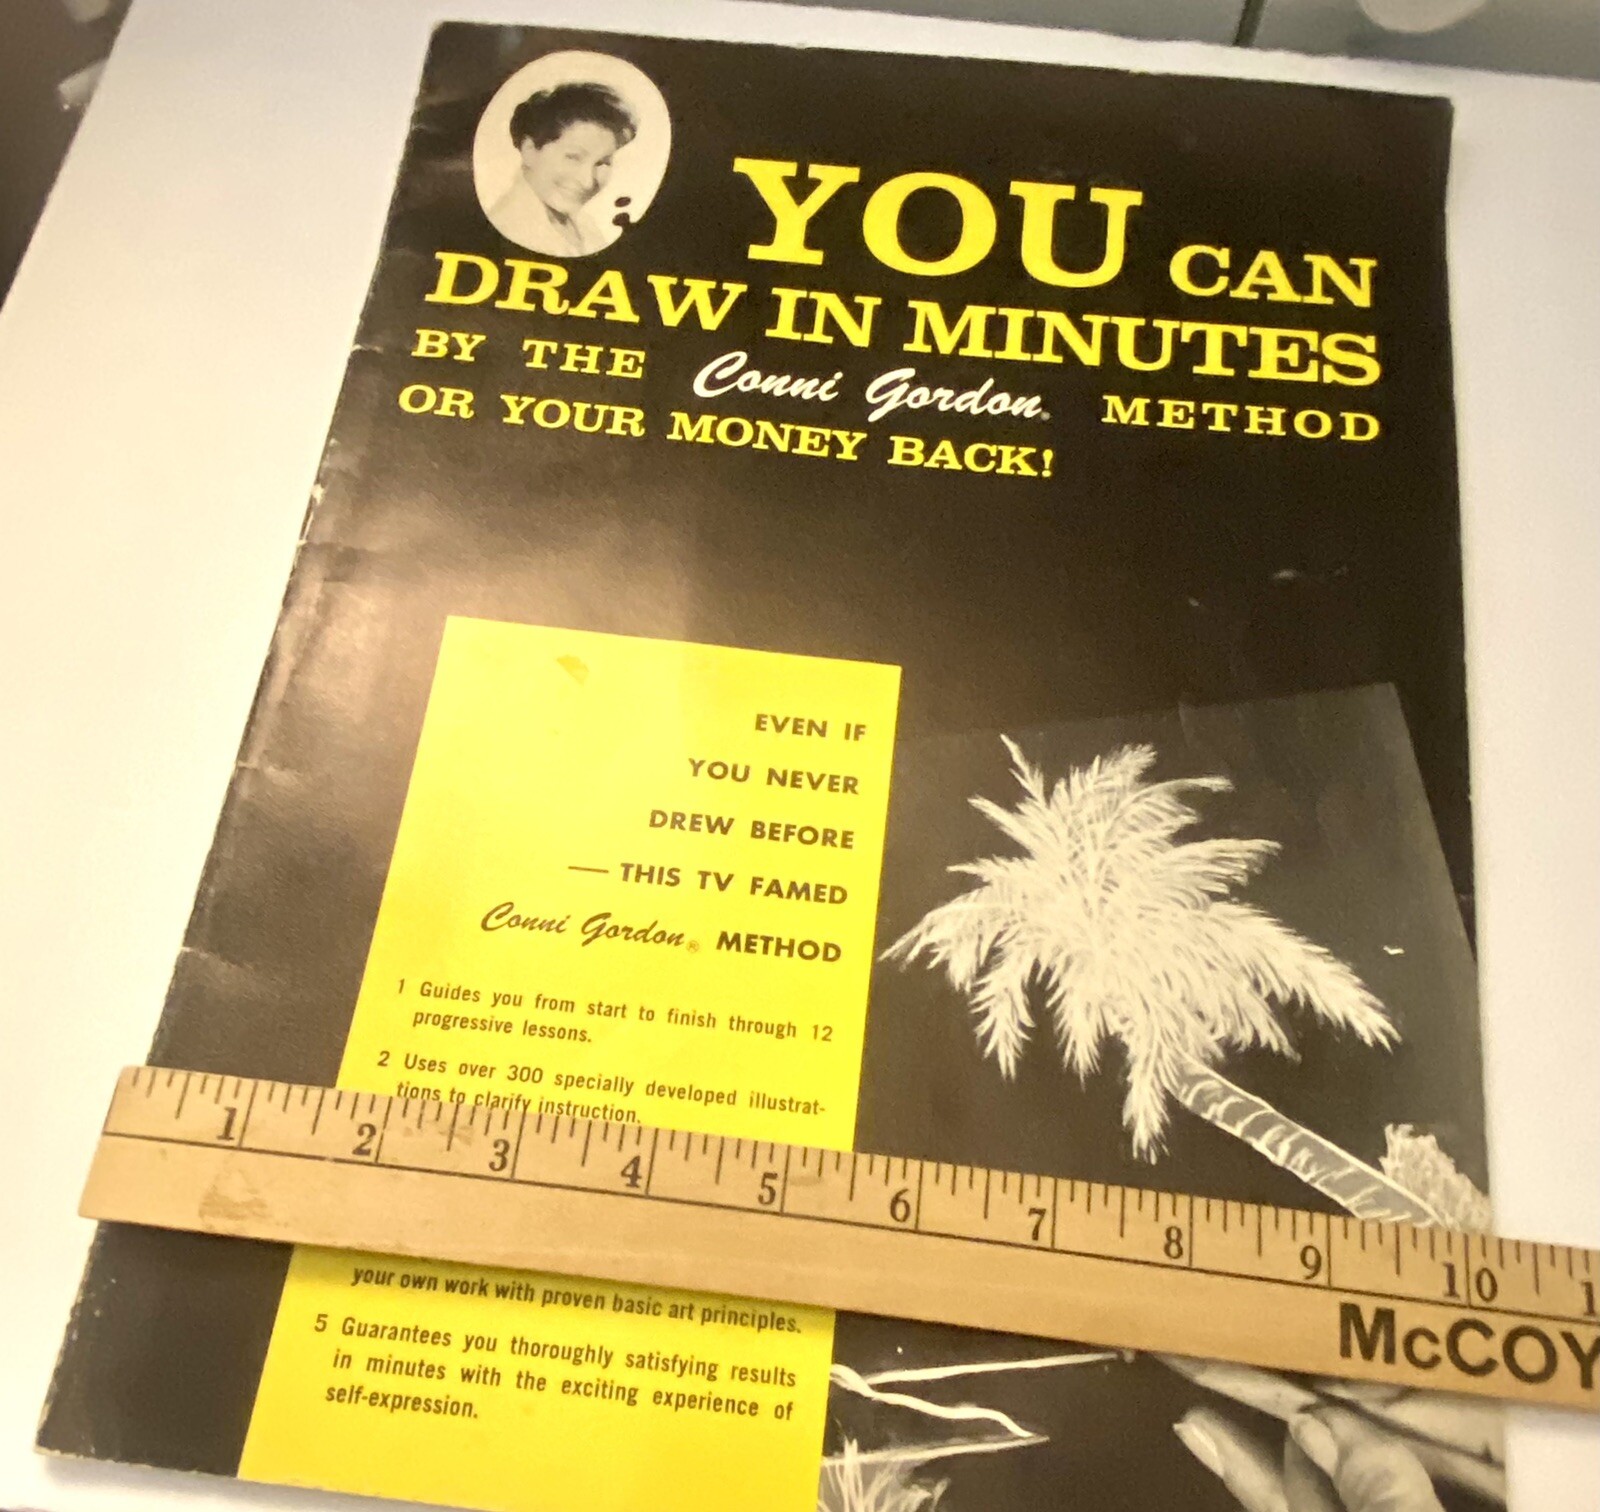 YOU CAN
DRAW IN MINUTES
BY THE Conni Gordon® METHOD
OR YOUR MONEY BACK!
EVEN IF
YOU NEVER
DREW BEFORE
— THIS TV FAMED
Conni Gordon® METHOD
1 Guides you from start to finish through 12
progressive lessons.
2 Uses over 300 specially developed illustrat-
tions to clarify instruction.
1 2 3 4 5 6 7 8 9 10 1
McCOY
your own work with proven basic art principles.
5 Guarantees you thoroughly satisfying results
in minutes with the exciting experience of
self-expression.